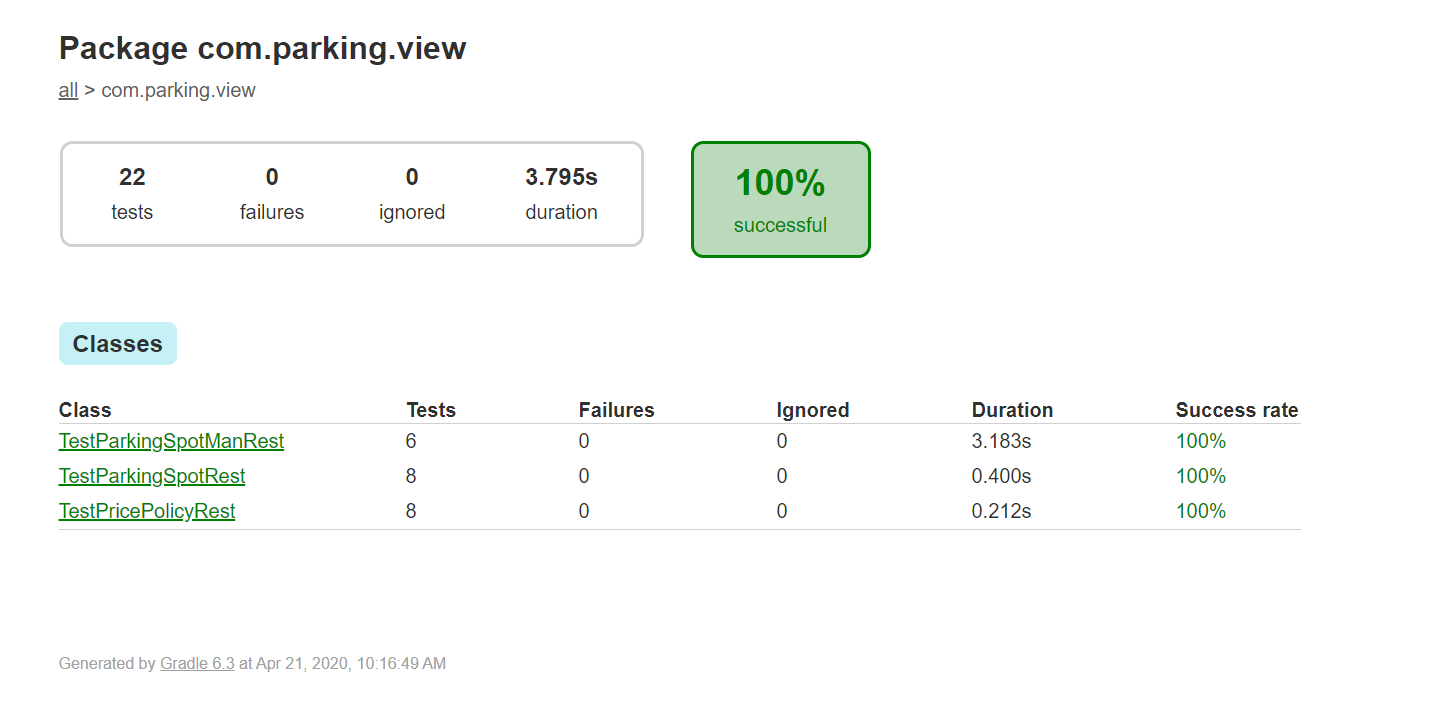 Package com.parking.view
all > com.parking.view
22 0 0 3.795s
tests failures ignored duration
100%
successful
Classes
Class Tests Failures Ignored Duration Success rate
TestParkingSpotManRest 6 0 0 3.183s 100%
TestParkingSpotRest 8 0 0 0.400s 100%
TestPricePolicyRest 8 0 0 0.212s 100%
Generated by Gradle 6.3 at Apr 21, 2020, 10:16:49 AM